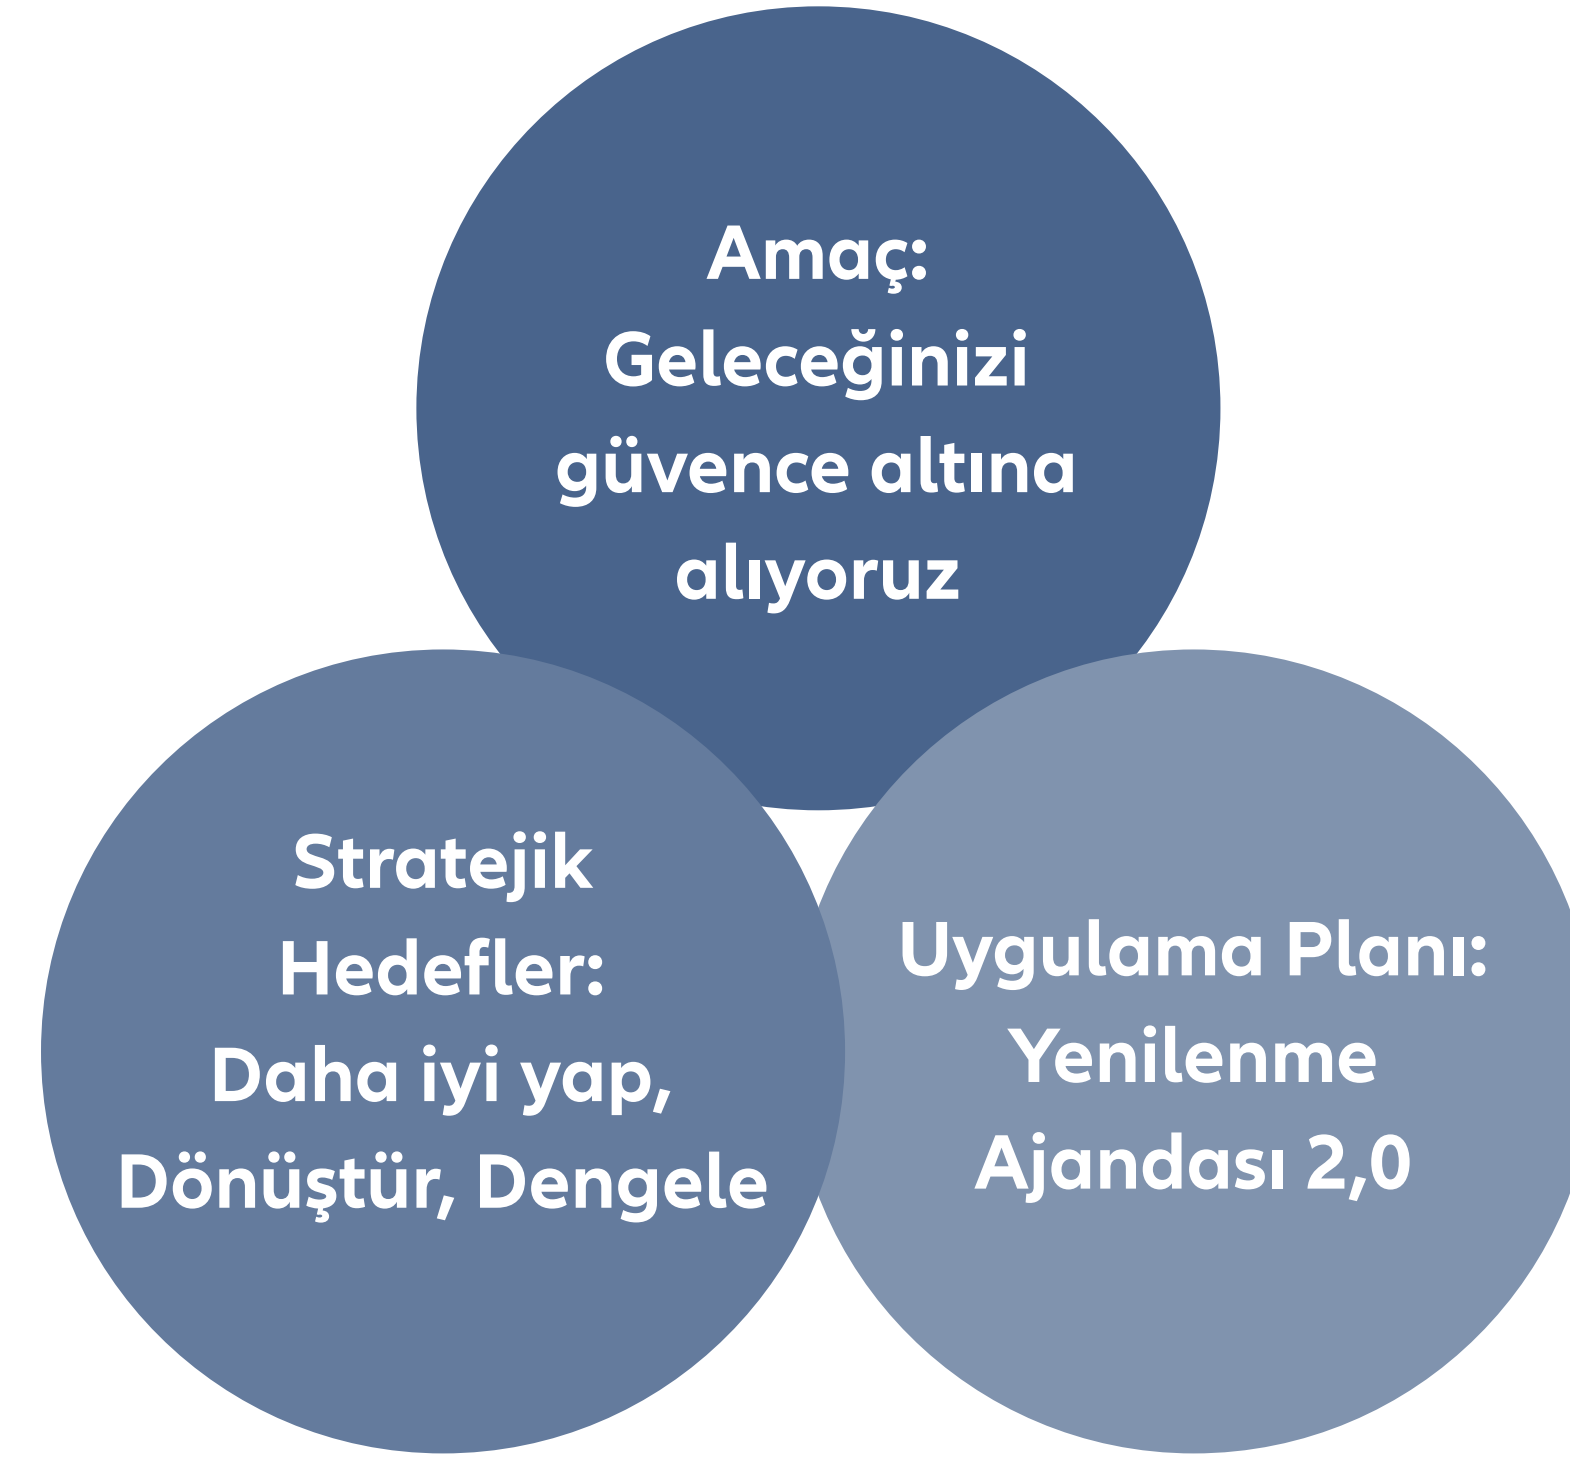 Amaç:
Geleceğinizi
güvence altına
alıyoruz
Stratejik
Hedefler:
Daha iyi yap,
Dönüştür, Dengele
Uygulama Planı:
Yenilenme
Ajandası 2,0